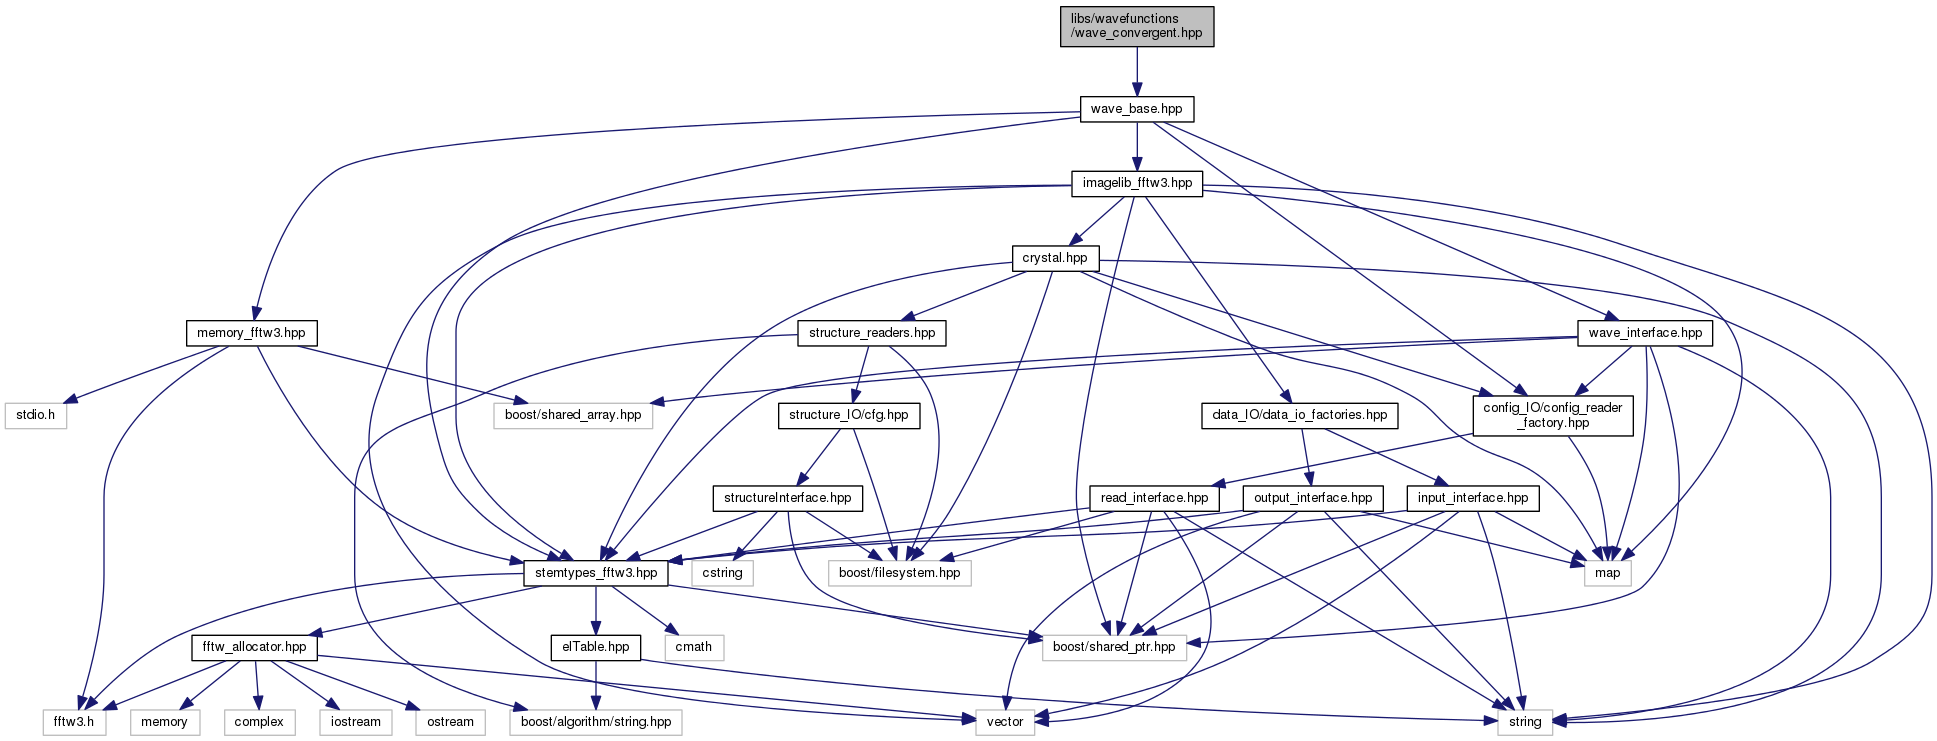 libs/wavefunctions
/wave_convergent.hpp
wave_base.hpp
imagelib_fftw3.hpp
crystal.hpp
memory_fftw3.hpp
structure_readers.hpp
wave_interface.hpp
stdio.h
boost/shared_array.hpp
structure_IO/cfg.hpp
data_IO/data_io_factories.hpp
config_IO/config_reader
_factory.hpp
structureInterface.hpp
read_interface.hpp
output_interface.hpp
input_interface.hpp
stemtypes_fftw3.hpp
cstring
boost/filesystem.hpp
map
fftw_allocator.hpp
elTable.hpp
cmath
boost/shared_ptr.hpp
fftw3.h
memory
complex
iostream
ostream
boost/algorithm/string.hpp
vector
string